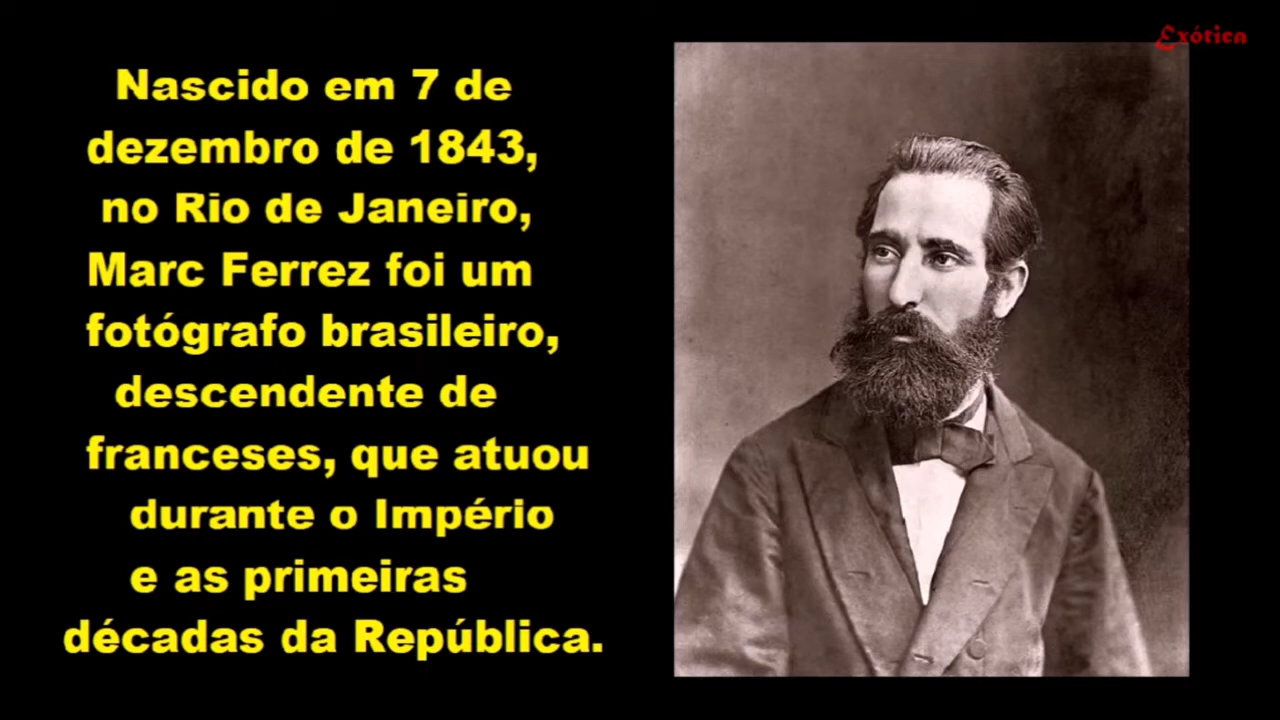 Exótica
Nascido em 7 de
dezembro de 1843,
no Rio de Janeiro,
Marc Ferrez foi um
fotógrafo brasileiro,
descendente de
franceses, que atuou
durante o Império
e as primeiras
décadas da República.